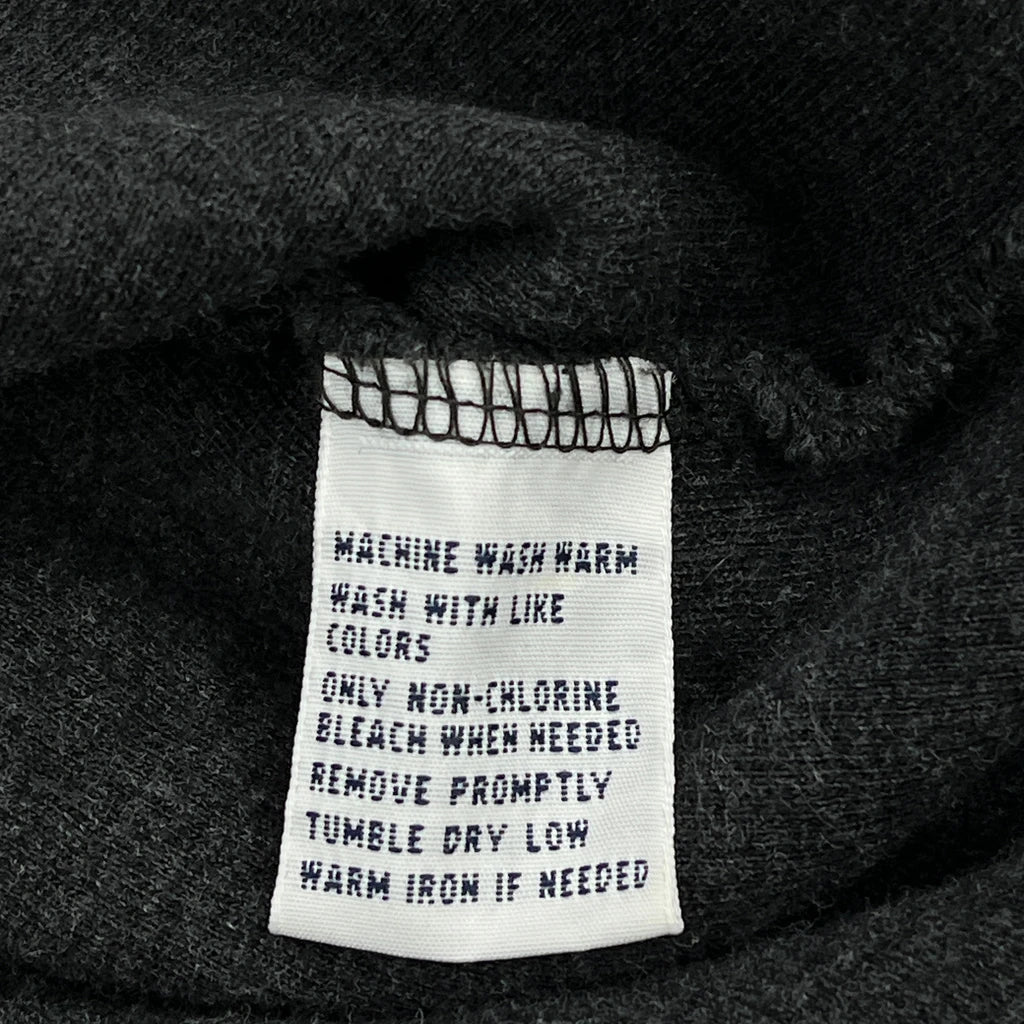 MACHINE WASH WARM
WASH WITH LIKE
COLORS
ONLY NON-CHLORINE
BLEACH WHEN NEEDED
REMOVE PROMPTLY
TUMBLE DRY LOW
WARM IRON IF NEEDED